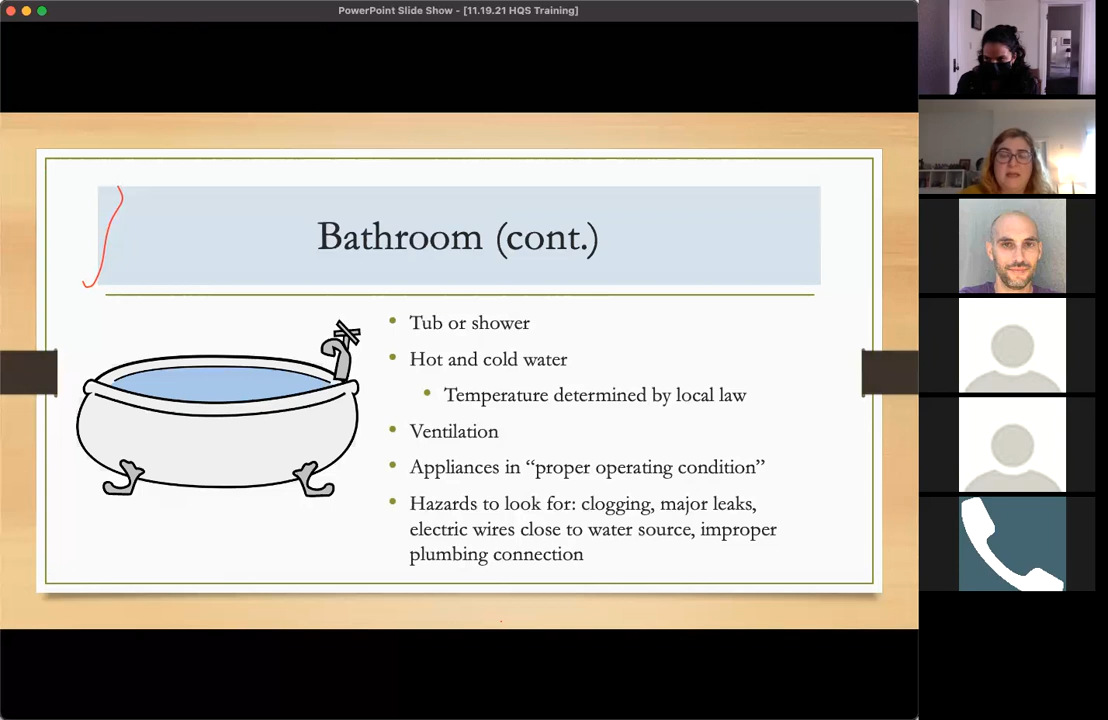 PowerPoint Slide Show - [11.19.21 HQS Training]
Bathroom (cont.)
• Tub or shower
• Hot and cold water
• Temperature determined by local law
• Ventilation
• Appliances in “proper operating condition”
• Hazards to look for: clogging, major leaks,
electric wires close to water source, improper
plumbing connection